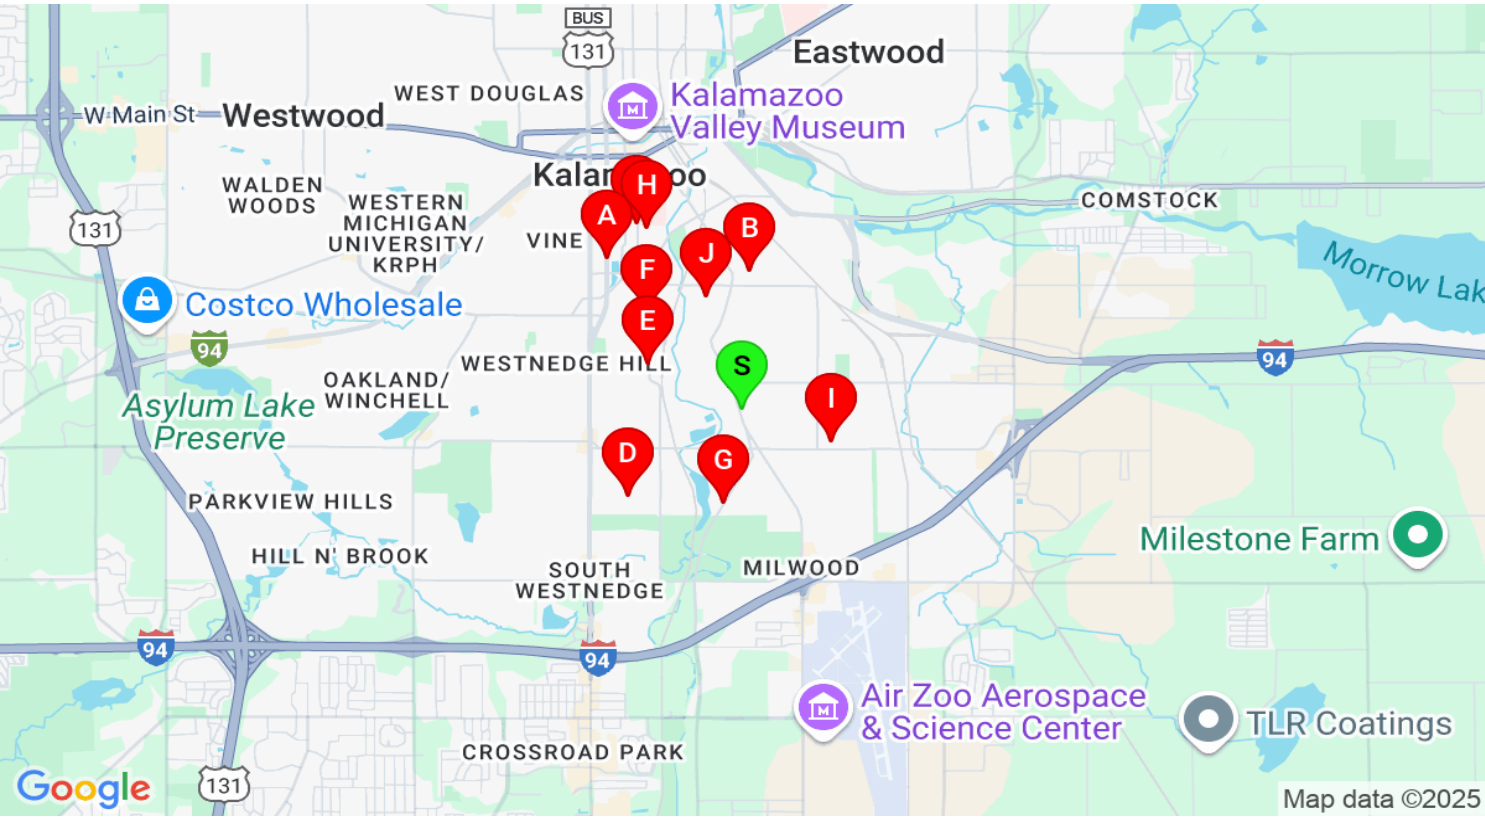 BUS
131
Eastwood
WEST DOUGLAS
Kalamazoo
Valley Museum
W Main St
Westwood
Kalam
oo
H
WALDEN
WOODS
WESTERN
MICHIGAN
UNIVERSITY/
KRPH
COMSTOCK
A
B
131
VINE
J
F
Morrow Lak
Costco Wholesale
E
94
94
WESTNEDGE HILL
S
OAKLAND/
WINCHELL
I
Asylum Lake
Preserve
D
G
PARKVIEW HILLS
Milestone Farm
HILL N' BROOK
SOUTH
WESTNEDGE
MILWOOD
94
94
Air Zoo Aerospace
& Science Center
TLR Coatings
CROSSROAD PARK
131
Google
Map data ©2025